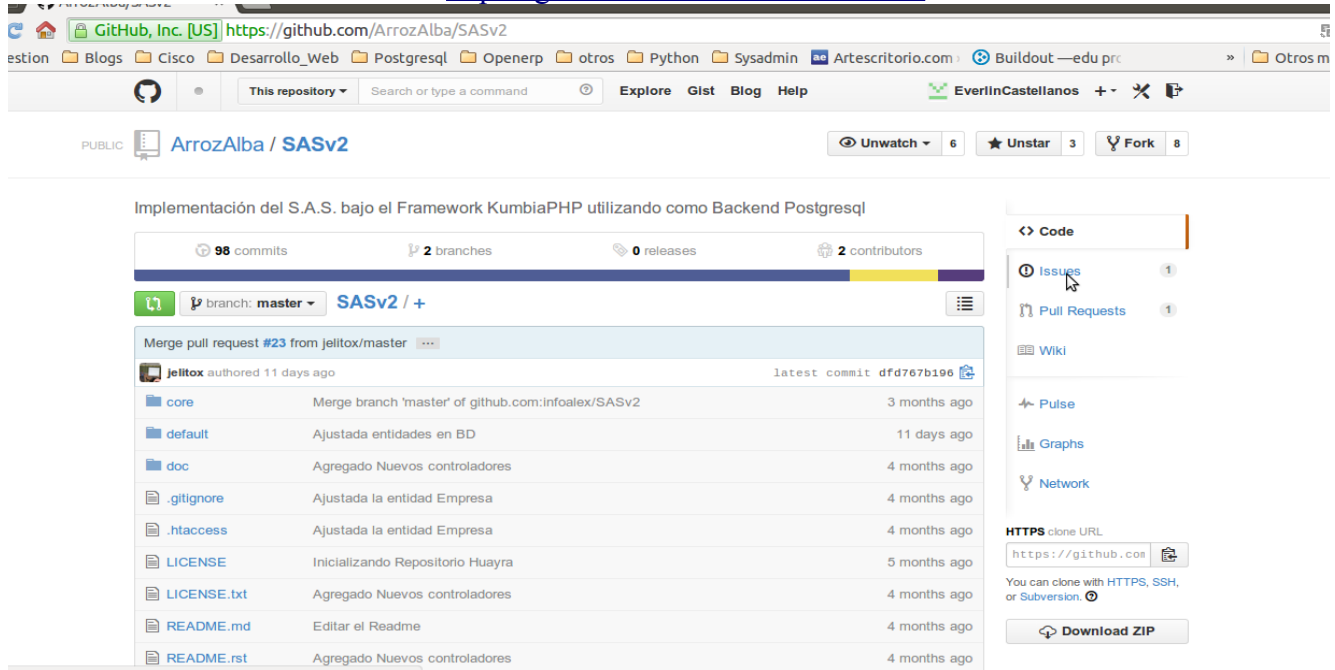 GitHub, Inc. [US] https://github.com/ArrozAlba/SASv2
estion Blogs Cisco Desarrollo_Web Postgresql Openerp otros Python Sysadmin ae Artescritorio.com Buildout —edu pro » Otros m
This repository Search or type a command Explore Gist Blog Help EverlinCastellanos
PUBLIC ArrozAlba / SASv2 Unwatch 6 Unstar 3 Fork 8
Implementación del S.A.S. bajo el Framework KumbiaPHP utilizando como Backend Postgresql
98 commits 2 branches 0 releases 2 contributors
branch: master SASv2 / +
Merge pull request #23 from jelitox/master ...
jelitox authored 11 days ago latest commit dfd767b196
core Merge branch 'master' of github.com:infoalex/SASv2 3 months ago
default Ajustada entidades en BD 11 days ago
doc Agregado Nuevos controladores 4 months ago
.gitignore Ajustada la entidad Empresa 4 months ago
.htaccess Ajustada la entidad Empresa 4 months ago
LICENSE Inicializando Repositorio Huayra 5 months ago
LICENSE.txt Agregado Nuevos controladores 4 months ago
README.md Editar el Readme 4 months ago
README.rst Agregado Nuevos controladores 4 months ago
Code
Issues 1
Pull Requests 1
Wiki
Pulse
Graphs
Network
HTTPS clone URL
https://github.com
You can clone with HTTPS, SSH,
or Subversion.
Download ZIP